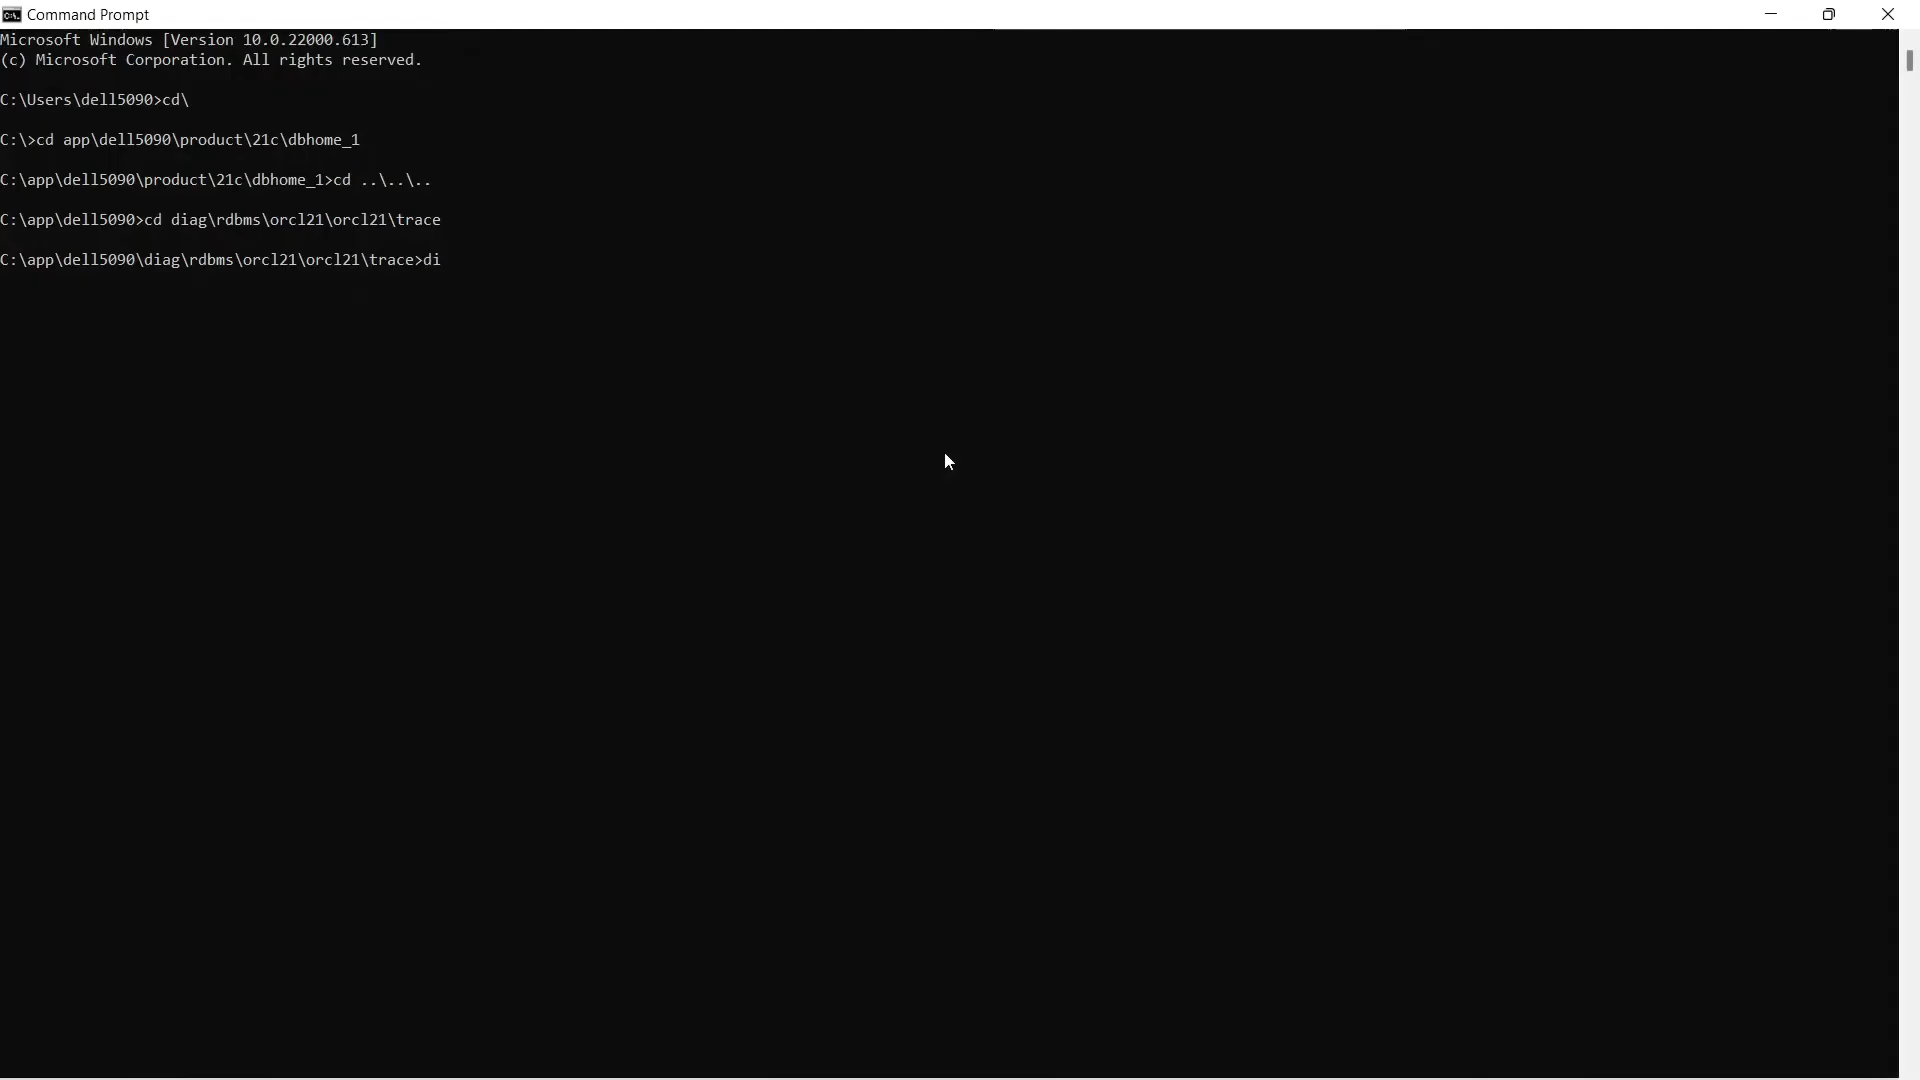 Command Prompt
Microsoft Windows [Version 10.0.22000.613]
(c) Microsoft Corporation. All rights reserved.
C:\Users\dell5090>cd\
C:\>cd app\dell5090\product\21c\dbhome_1
C:\app\dell5090\product\21c\dbhome_1>cd ..\..\..
C:\app\dell5090>cd diag\rdbms\orcl21\orcl21\trace
C:\app\dell5090\diag\rdbms\orcl21\orcl21\trace>di